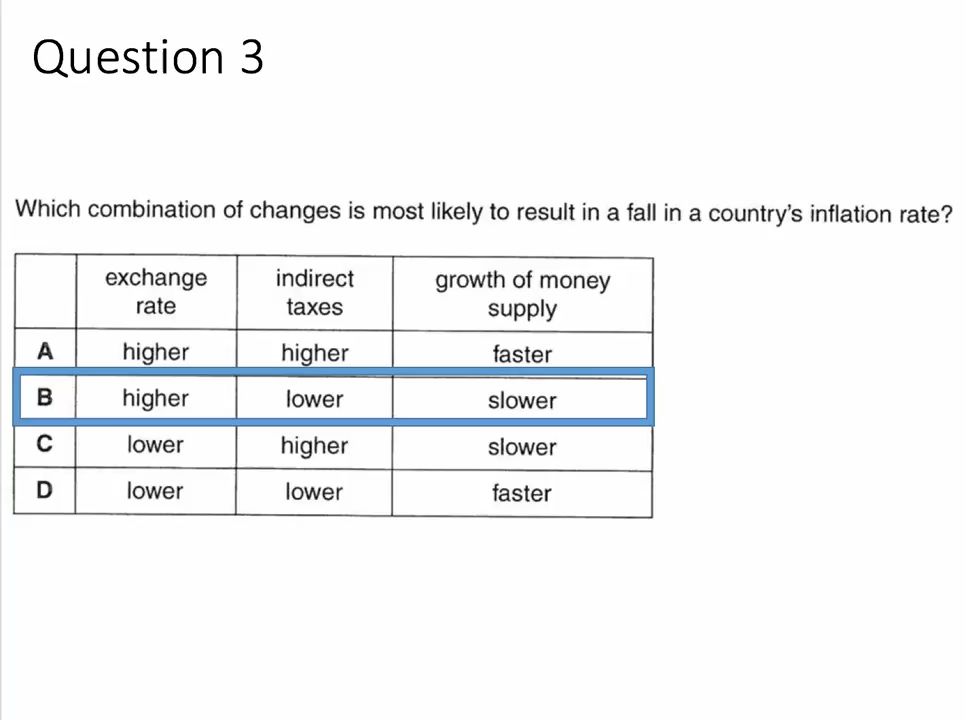 Question 3
Which combination of changes is most likely to result in a fall in a country's inflation rate?
exchange rate indirect taxes growth of money supply
A higher higher faster
B higher lower slower
C lower higher slower
D lower lower faster